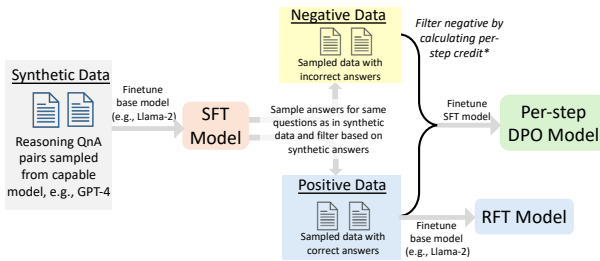 Synthetic Data
Reasoning QnA
pairs sampled
from capable
model, e.g., GPT-4
Finetune
base model
(e.g., Llama-2)
SFT
Model
Negative Data
Sampled data with
incorrect answers
Sample answers for same
questions as in synthetic
data and filter based on
synthetic answers
Positive Data
Sampled data with
correct answers
Filter negative by
calculating per-
step credit*
Finetune
SFT model
Per-step
DPO Model
Finetune
base model
(e.g., Llama-2)
RFT Model